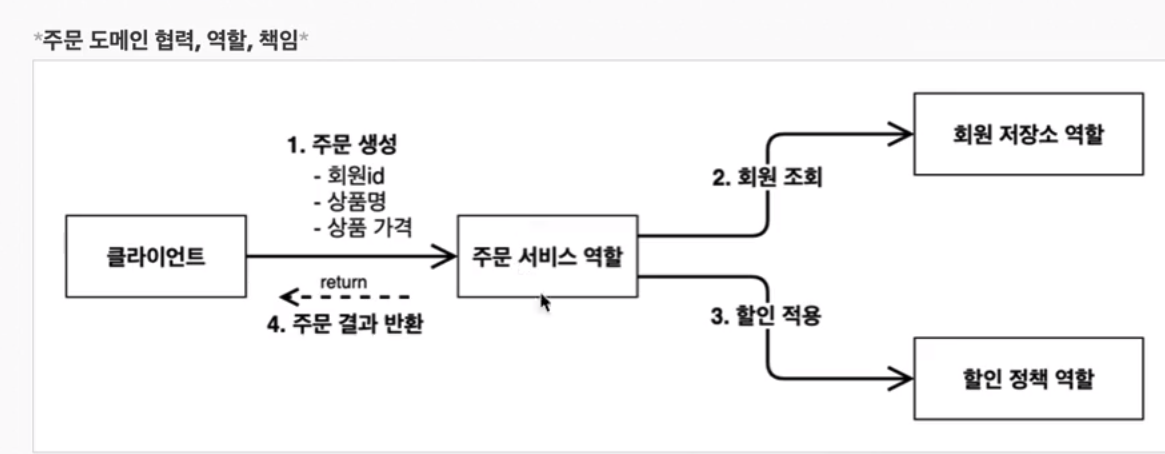 *주문 도메인 협력, 역할, 책임*
1. 주문 생성
- 회원id
- 상품명
- 상품 가격
클라이언트
return
4. 주문 결과 반환
주문 서비스 역할
2. 회원 조회
회원 저장소 역할
3. 할인 적용
할인 정책 역할